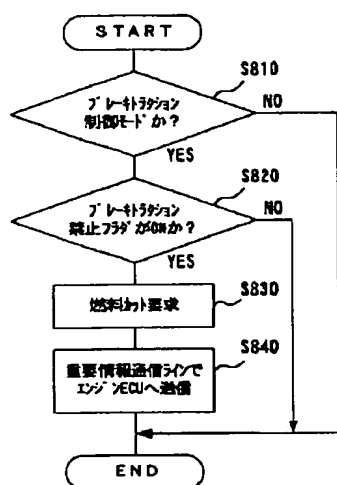 START
S810
ブレーキトラクション
制御モードか？
NO
YES
S820
ブレーキトラクション
禁止フラグがONか？
NO
YES
S830
燃料カット要求
S840
重要情報通信ラインで
エンジンECUへ送信
END